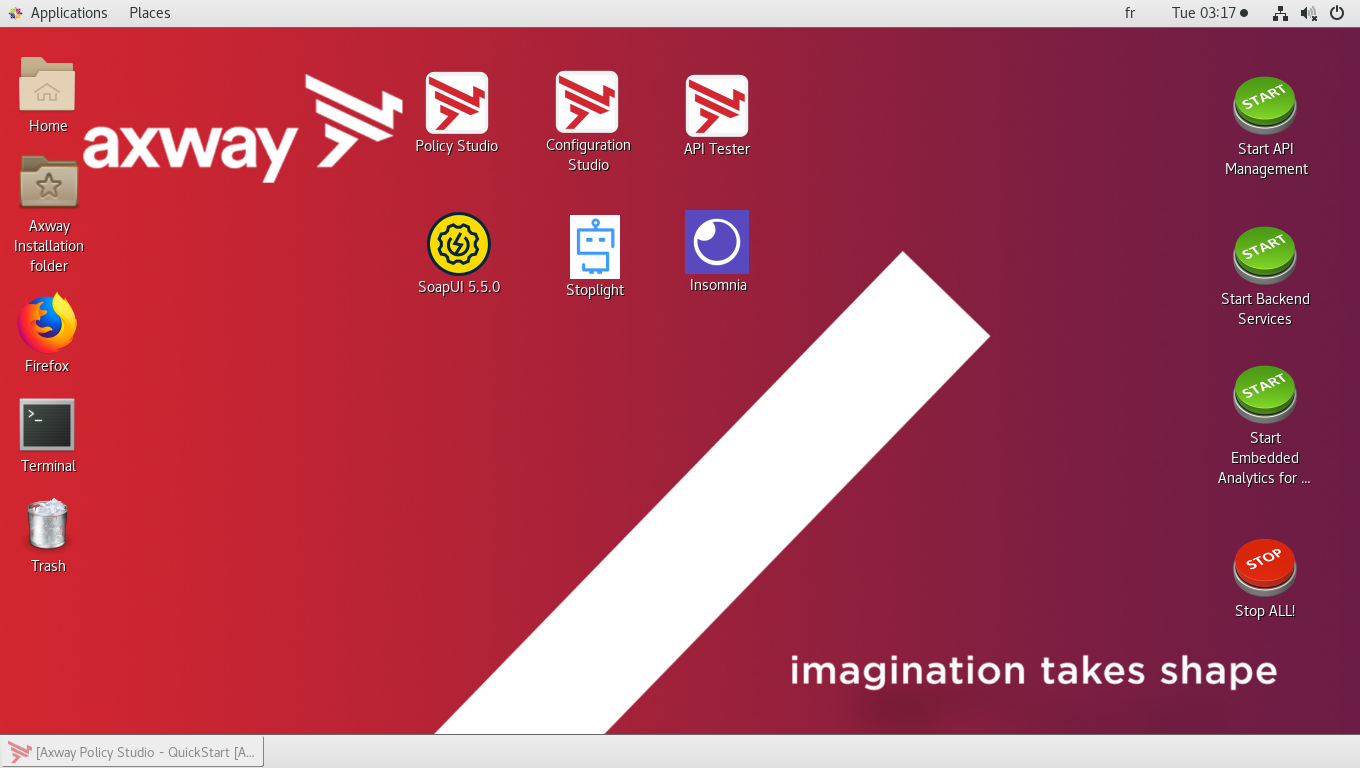 Applications Places fr Tue 03:17
Home
axway
Policy Studio
Configuration
Studio
API Tester
START
Start API
Management
Axway
Installation
folder
SoapUI 5.5.0
Stoplight
Insomnia
START
Start Backend
Services
Firefox
START
Start
Embedded
Analytics for ...
Terminal
>_
Trash
STOP
Stop ALL!
imagination takes shape
[Axway Policy Studio - QuickStart [A...